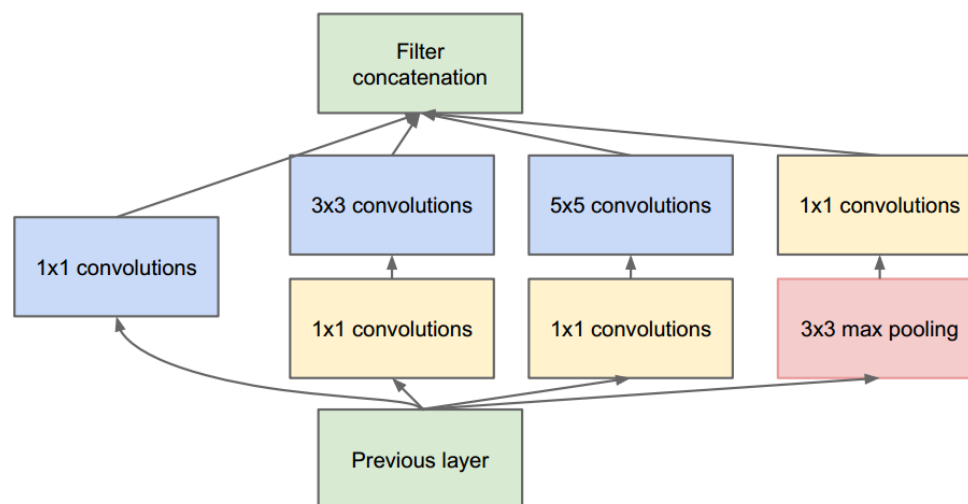 Filter
concatenation
3x3 convolutions
5x5 convolutions
1x1 convolutions
1x1 convolutions
1x1 convolutions
1x1 convolutions
3x3 max pooling
Previous layer